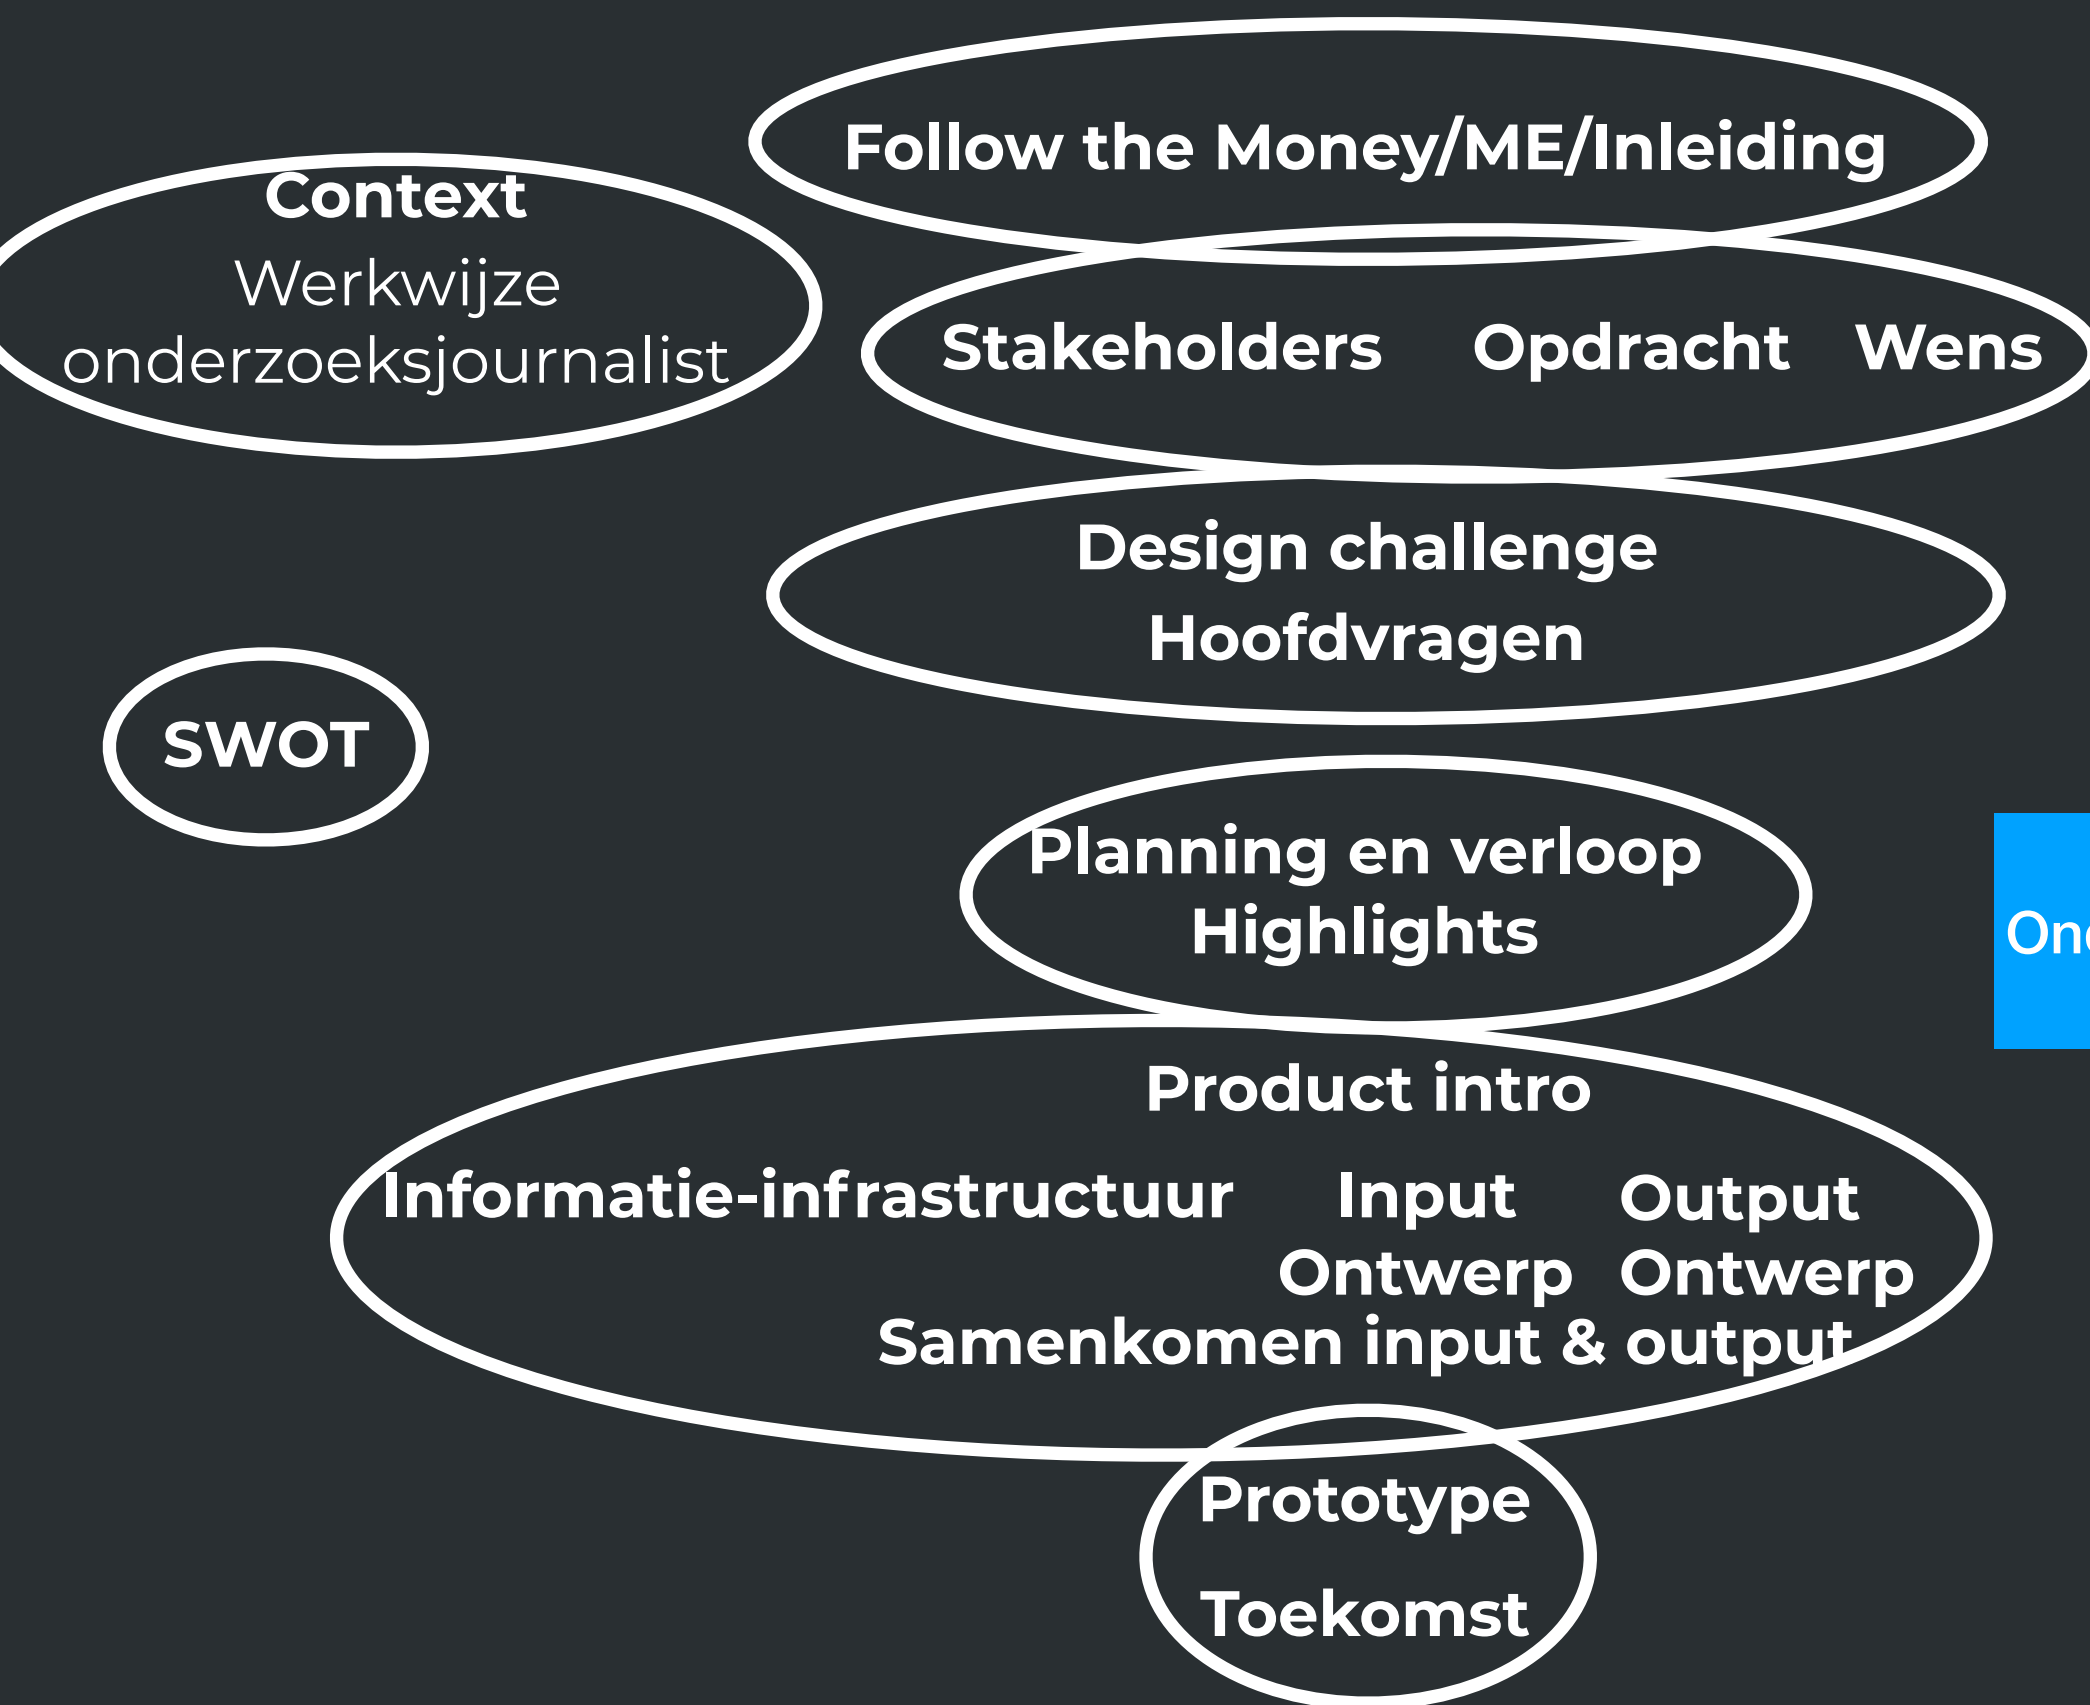 Follow the Money/ME/Inleiding
Context
Werkwijze
onderzoeksjournalist
Stakeholders Opdracht Wens
Design challenge
Hoofdvragen
SWOT
Planning en verloop
Highlights
Product intro
Informatie-infrastructuur Input Output
Ontwerp Ontwerp
Samenkomen input & output
Prototype
Toekomst